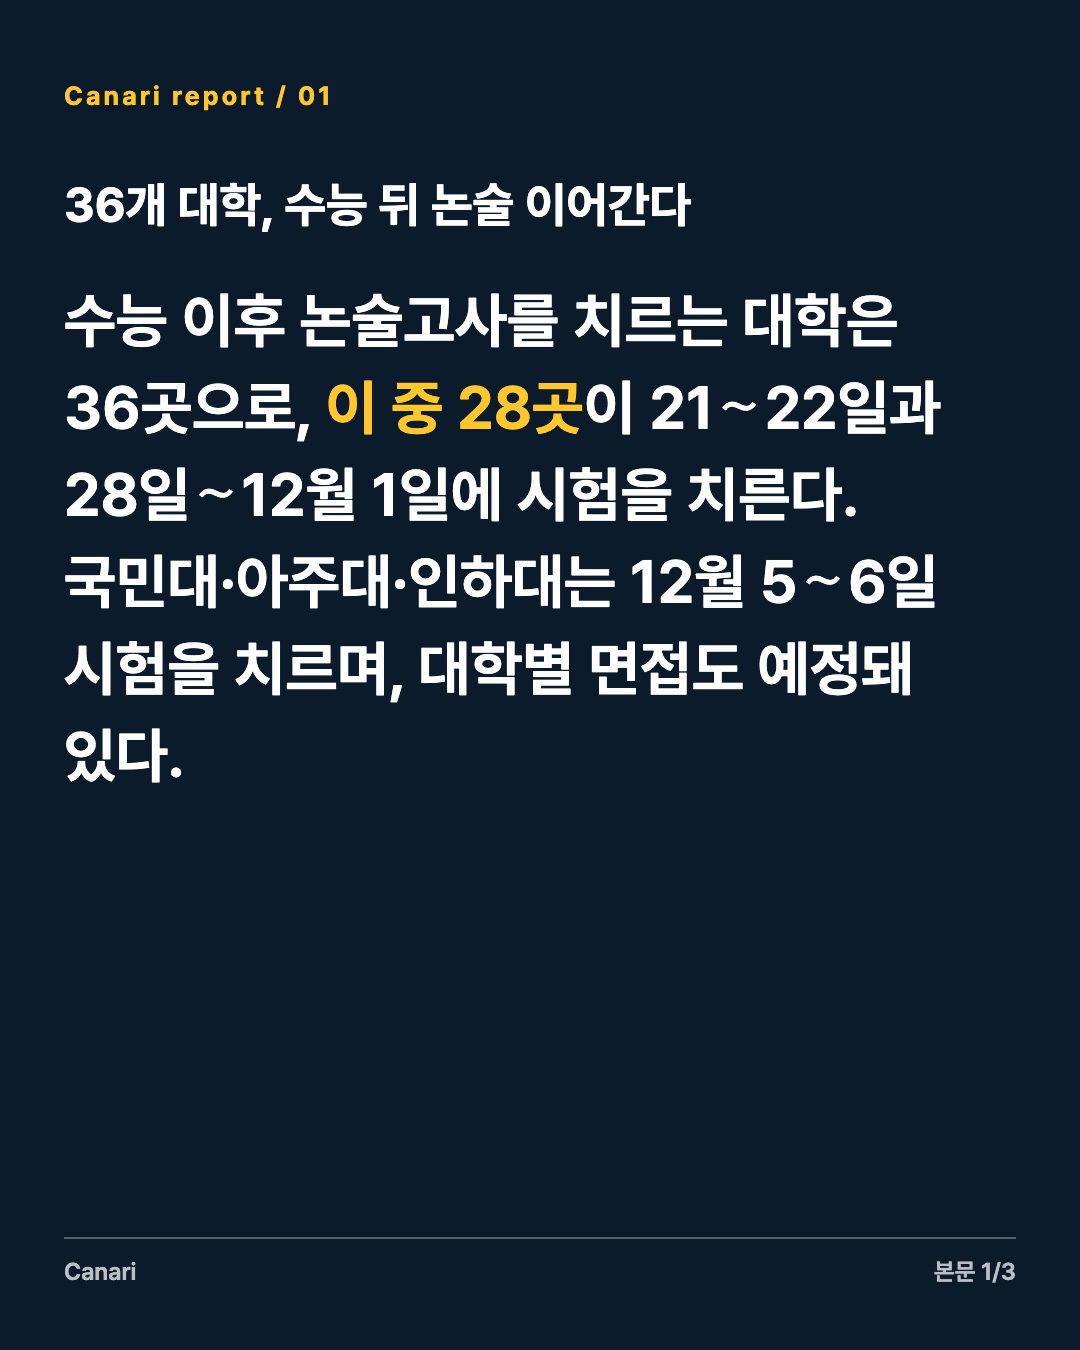 Canari report / 01
36개 대학, 수능 뒤 논술 이어간다
수능 이후 논술고사를 치르는 대학은
36곳으로, 이 중 28곳이 21~22일과
28일~12월 1일에 시험을 치른다.
국민대·아주대·인하대는 12월 5~6일
시험을 치르며, 대학별 면접도 예정돼
있다.
Canari
본문 1/3